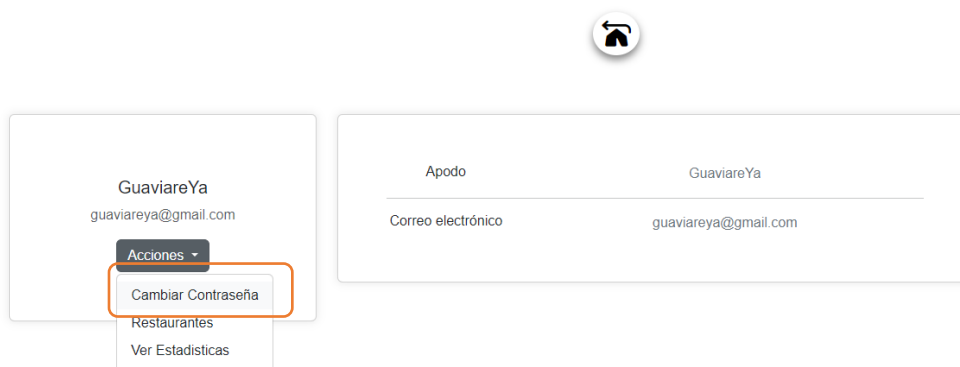 GuaviareYa
guaviareya@gmail.com
Acciones
Cambiar Contraseña
Restaurantes
Ver Estadisticas
Apodo GuaviareYa
Correo electrónico guaviareya@gmail.com